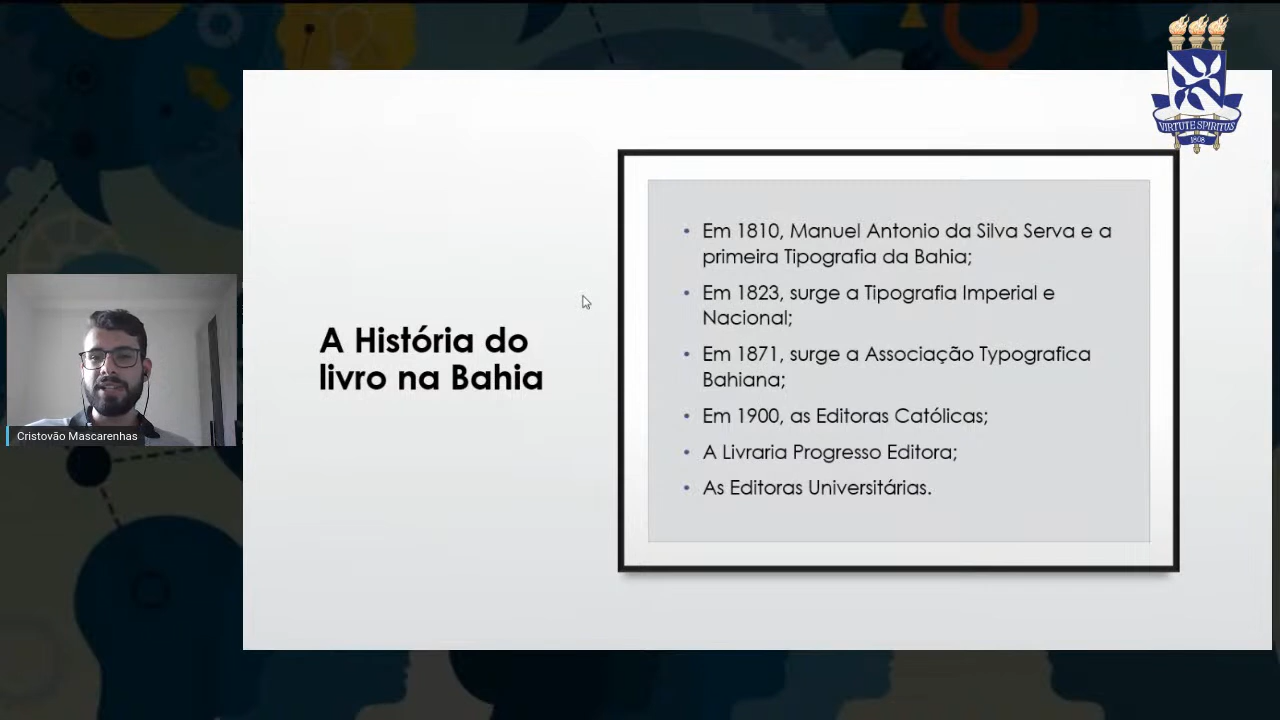 VIRTUTE SPIRITUS
1808
Em 1810, Manuel Antonio da Silva Serva e a
primeira Tipografia da Bahia;
Em 1823, surge a Tipografia Imperial e
Nacional;
Em 1871, surge a Associação Typografica
Bahiana;
Em 1900, as Editoras Católicas;
A Livraria Progresso Editora;
As Editoras Universitárias.
A História do
livro na Bahia
Cristovão Mascarenhas